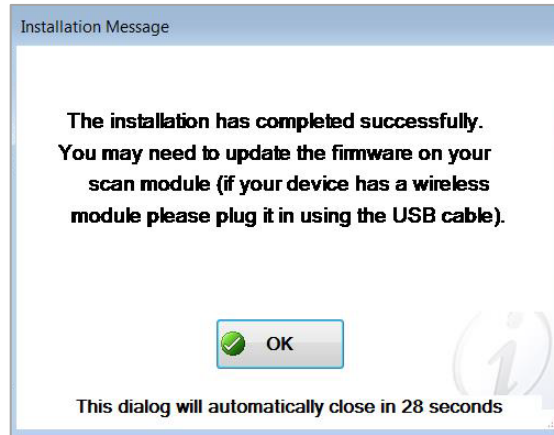 Installation Message
The installation has completed successfully.
You may need to update the firmware on your
scan module (if your device has a wireless
module please plug it in using the USB cable).
OK
This dialog will automatically close in 28 seconds